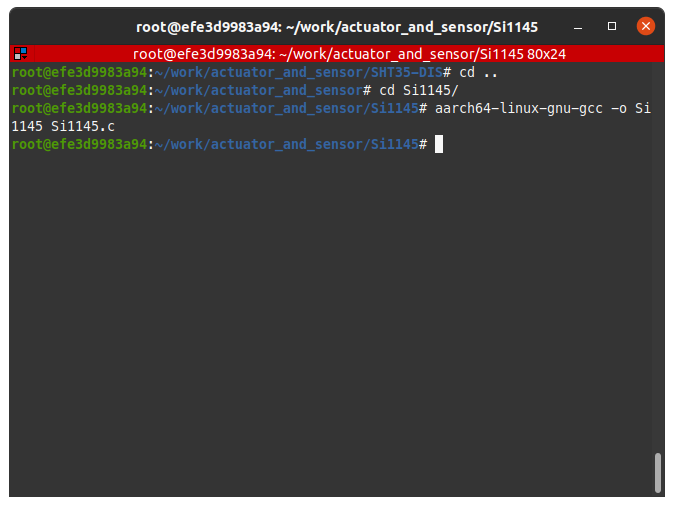 root@efe3d9983a94: ~/work/actuator_and_sensor/Si1145
root@efe3d9983a94: ~/work/actuator_and_sensor/Si1145 80x24
root@efe3d9983a94:~/work/actuator_and_sensor/SHT35-DIS# cd ..
root@efe3d9983a94:~/work/actuator_and_sensor# cd Si1145/
root@efe3d9983a94:~/work/actuator_and_sensor/Si1145# aarch64-linux-gnu-gcc -o Si
1145 Si1145.c
root@efe3d9983a94:~/work/actuator_and_sensor/Si1145#